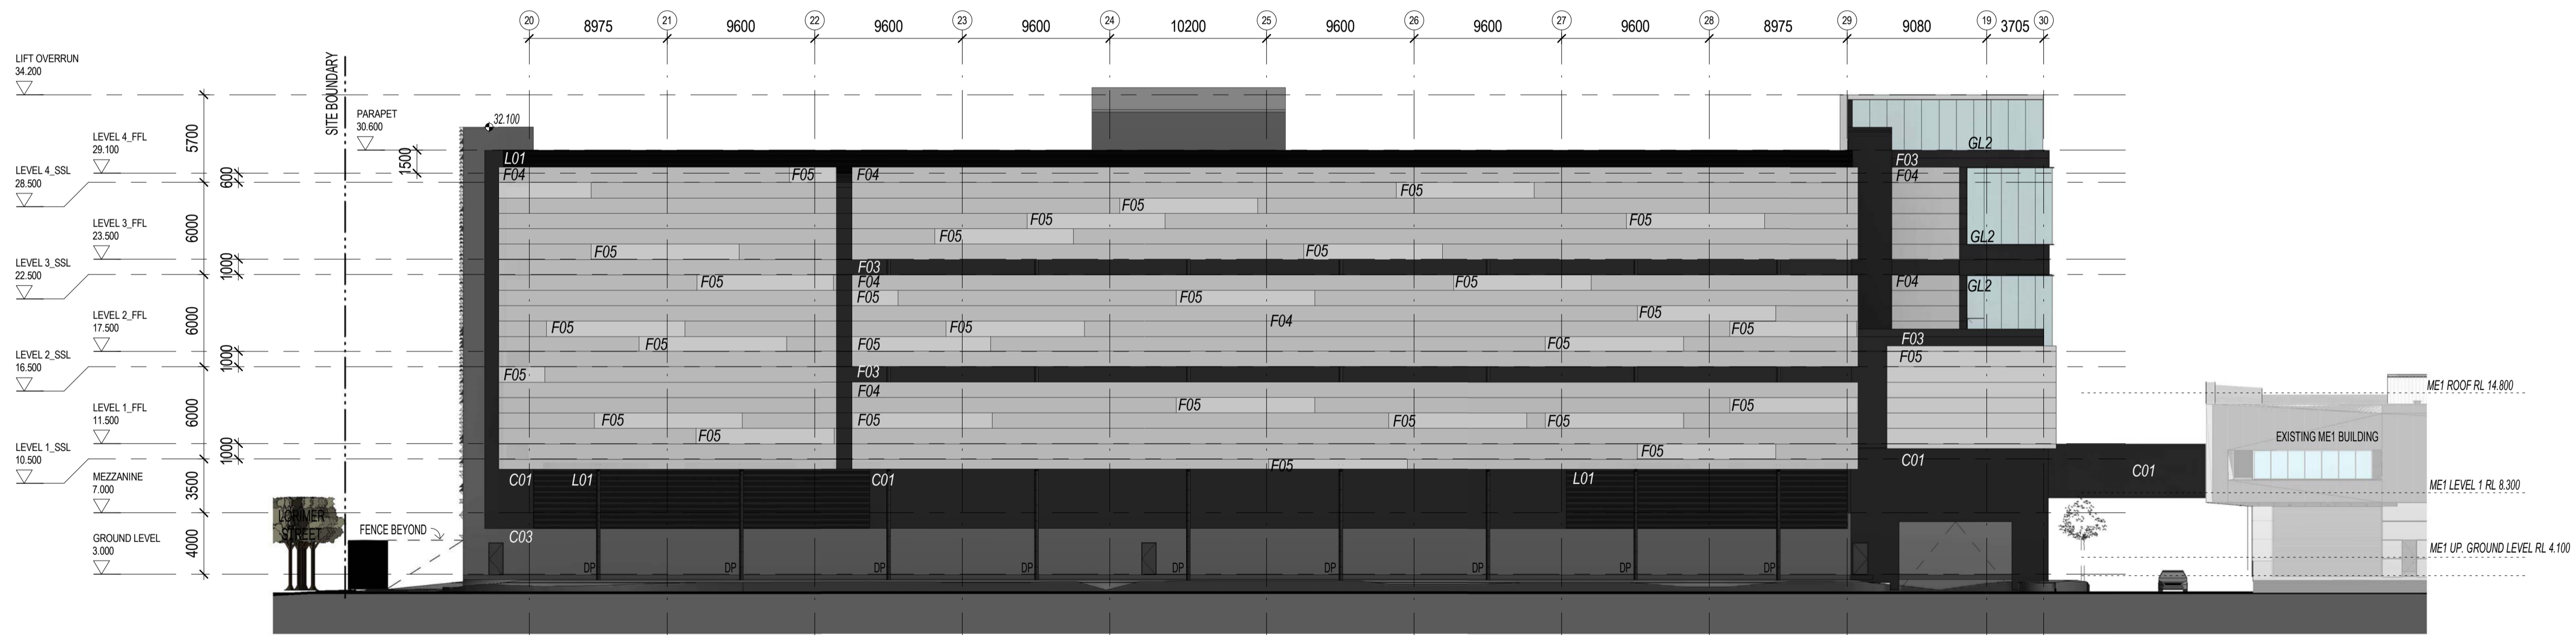 20 8975 21 9600 22 9600 23 9600 24 10200 25 9600 26 9600 27 9600 28 8975 29 9080 19 3705 30
LIFT OVERRUN
34.200
SITE BOUNDARY
PARAPET
30.600
32.100
LEVEL 4_FFL
29.100
5700
1500
GL2
L01
F03
LEVEL 4_SSL
28.500
600
F04 F05 F04 F04
F05
F05
LEVEL 3_FFL
23.500
6000
F05 F05
F05 GL2
F05 F05
LEVEL 3_SSL
22.500
1000
F03
F05 F04 F05 F04 GL2
F05 F05
LEVEL 2_FFL
17.500
6000
F05
F05 F05 F04 F05
F05 F05 F05 F03
LEVEL 2_SSL
16.500
1000
F05
F05 F03
F04
ME1 ROOF RL 14.800
LEVEL 1_FFL
11.500
6000
F05 F05
F05 F05 F05 F05
F05
EXISTING ME1 BUILDING
LEVEL 1_SSL
10.500
1000
F05
F05 C01
C01
MEZZANINE
7.000
3500
C01 L01 C01 L01
ME1 LEVEL 1 RL 8.300
LORIMER
STREET
FENCE BEYOND
GROUND LEVEL
3.000
4000
C03
ME1 UP. GROUND LEVEL RL 4.100
DP DP DP DP DP DP DP DP DP